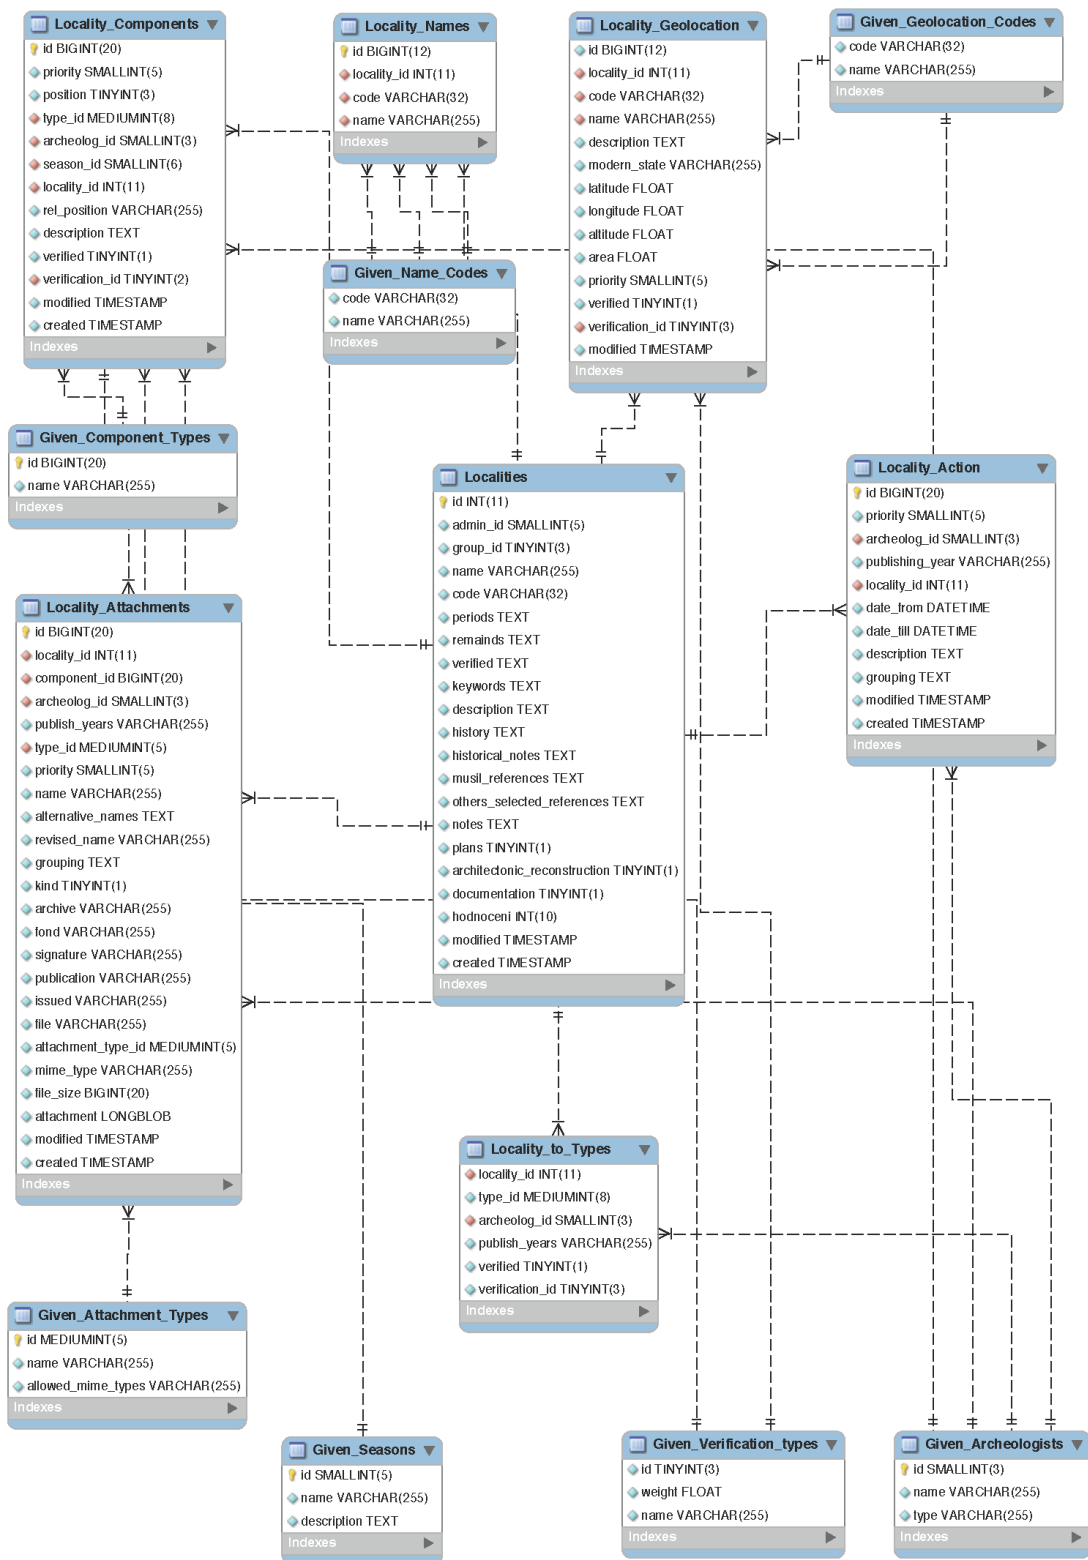 Locality_Components
id BIGINT(20)
priority SMALLINT(5)
position TINYINT(3)
type_id MEDIUMINT(8)
archeolog_id SMALLINT(3)
season_id SMALLINT(6)
locality_id INT(11)
rel_position VARCHAR(255)
description TEXT
verified TINYINT(1)
verification_id TINYINT(2)
modified TIMESTAMP
created TIMESTAMP
Indexes
Locality_Names
id BIGINT(12)
locality_id INT(11)
code VARCHAR(32)
name VARCHAR(255)
Indexes
Locality_Geolocation
id BIGINT(12)
locality_id INT(11)
code VARCHAR(32)
name VARCHAR(255)
description TEXT
modern_state VARCHAR(255)
latitude FLOAT
longitude FLOAT
altitude FLOAT
area FLOAT
priority SMALLINT(5)
verified TINYINT(1)
verification_id TINYINT(3)
modified TIMESTAMP
Indexes
Given_Geolocation_Codes
code VARCHAR(32)
name VARCHAR(255)
Indexes
Given_Name_Codes
code VARCHAR(32)
name VARCHAR(255)
Indexes
Given_Component_Types
id BIGINT(20)
name VARCHAR(255)
Indexes
Localities
id INT(11)
admin_id SMALLINT(5)
group_id TINYINT(3)
name VARCHAR(255)
code VARCHAR(32)
periods TEXT
remainds TEXT
verified TEXT
keywords TEXT
description TEXT
history TEXT
historical_notes TEXT
musil_references TEXT
others_selected_references TEXT
notes TEXT
plans TINYINT(1)
architectonic_reconstruction TINYINT(1)
documentation TINYINT(1)
hodnoceni INT(10)
modified TIMESTAMP
created TIMESTAMP
Indexes
Locality_Action
id BIGINT(20)
priority SMALLINT(5)
archeolog_id SMALLINT(3)
publishing_year VARCHAR(255)
locality_id INT(11)
date_from DATETIME
date_till DATETIME
description TEXT
grouping TEXT
modified TIMESTAMP
created TIMESTAMP
Indexes
Locality_Attachments
id BIGINT(20)
locality_id INT(11)
component_id BIGINT(20)
archeolog_id SMALLINT(3)
publish_years VARCHAR(255)
type_id MEDIUMINT(5)
priority SMALLINT(5)
name VARCHAR(255)
alternative_names TEXT
revised_name VARCHAR(255)
grouping TEXT
kind TINYINT(1)
archive VARCHAR(255)
fond VARCHAR(255)
signature VARCHAR(255)
publication VARCHAR(255)
issued VARCHAR(255)
file VARCHAR(255)
attachment_type_id MEDIUMINT(5)
mime_type VARCHAR(255)
file_size BIGINT(20)
attachment LONGBLOB
modified TIMESTAMP
created TIMESTAMP
Indexes
Locality_to_Types
locality_id INT(11)
type_id MEDIUMINT(8)
archeolog_id SMALLINT(3)
publish_years VARCHAR(255)
verified TINYINT(1)
verification_id TINYINT(3)
Indexes
Given_Attachment_Types
id MEDIUMINT(5)
name VARCHAR(255)
allowed_mime_types VARCHAR(255)
Indexes
Given_Seasons
id SMALLINT(5)
name VARCHAR(255)
description TEXT
Indexes
Given_Verification_types
id TINYINT(3)
weight FLOAT
name VARCHAR(255)
Indexes
Given_Archeologists
id SMALLINT(3)
name VARCHAR(255)
type VARCHAR(255)
Indexes